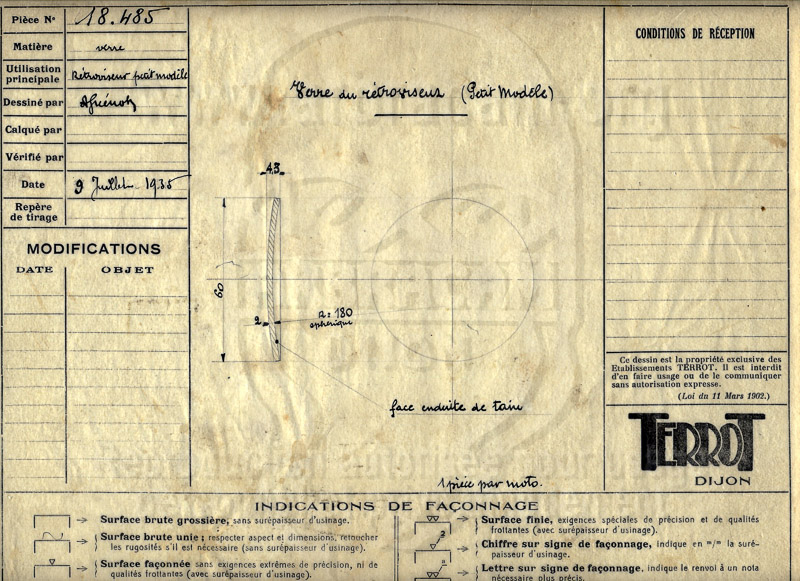 Pièce No 18.485
Matière verre
Utilisation principale Rétroviseur petit modèle
Dessiné par
Calqué par
Vérifié par
Date 9 Juillet 1935
Repère de tirage
MODIFICATIONS
DATE OBJET
Verre du rétroviseur (Petit Modèle)
4.3
60
2
R = 180
sphérique
face enduite de tain
1 pièce par moto.
CONDITIONS DE RÉCEPTION
Ce dessin est la propriété exclusive des
Etablissements TERROT. Il est interdit
d'en faire usage ou de le communiquer
sans autorisation expresse.
(Loi du 11 Mars 1902.)
TERROT
DIJON
INDICATIONS DE FAÇONNAGE
Surface brute grossière, sans surépaisseur d'usinage.
Surface brute unie; respecter aspect et dimensions, retoucher
les rugosités s'il est nécessaire (sans surépaisseur d'usinage).
Surface façonnée sans exigences extrêmes de précision, ni de
qualités frottantes (avec surépaisseur d'usinage).
Surface finie, exigences spéciales de précision et de qualités
frottantes (avec surépaisseur d'usinage).
2
Chiffre sur signe de façonnage, indique en m/m la suré-
paisseur d'usinage.
a
Lettre sur signe de façonnage, indique le renvoi à un nota
nécessaire plus précis.